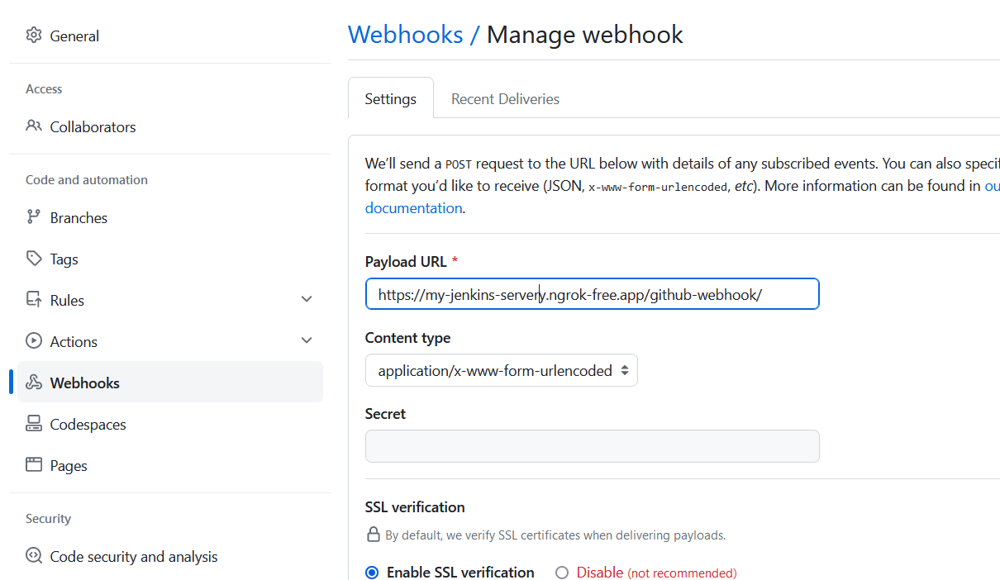 General
Access
Collaborators
Code and automation
Branches
Tags
Rules
Actions
Webhooks
Codespaces
Pages
Security
Code security and analysis
Webhooks / Manage webhook
Settings
Recent Deliveries
We'll send a POST request to the URL below with details of any subscribed events. You can also specif
format you'd like to receive (JSON, x-www-form-urlencoded, etc). More information can be found in ou
documentation.
Payload URL *
https://my-jenkins-servery.ngrok-free.app/github-webhook/
Content type
application/x-www-form-urlencoded
Secret
SSL verification
By default, we verify SSL certificates when delivering payloads.
Enable SSL verification
Disable (not recommended)